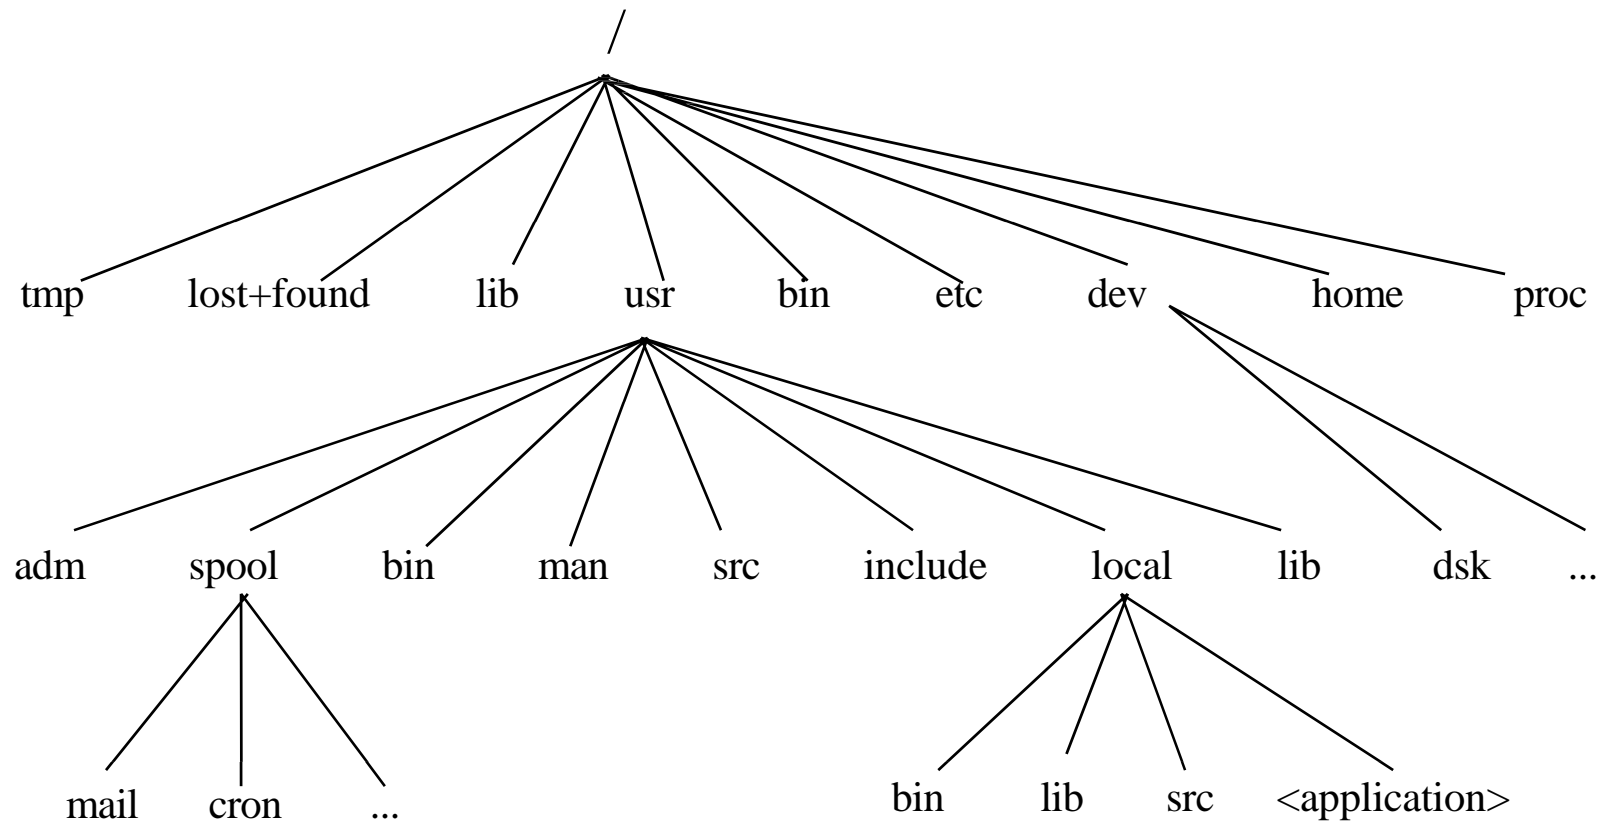 /
tmp lost+found lib usr bin etc dev home proc
adm spool bin man src include local lib dsk ...
mail cron ... bin lib src <application>